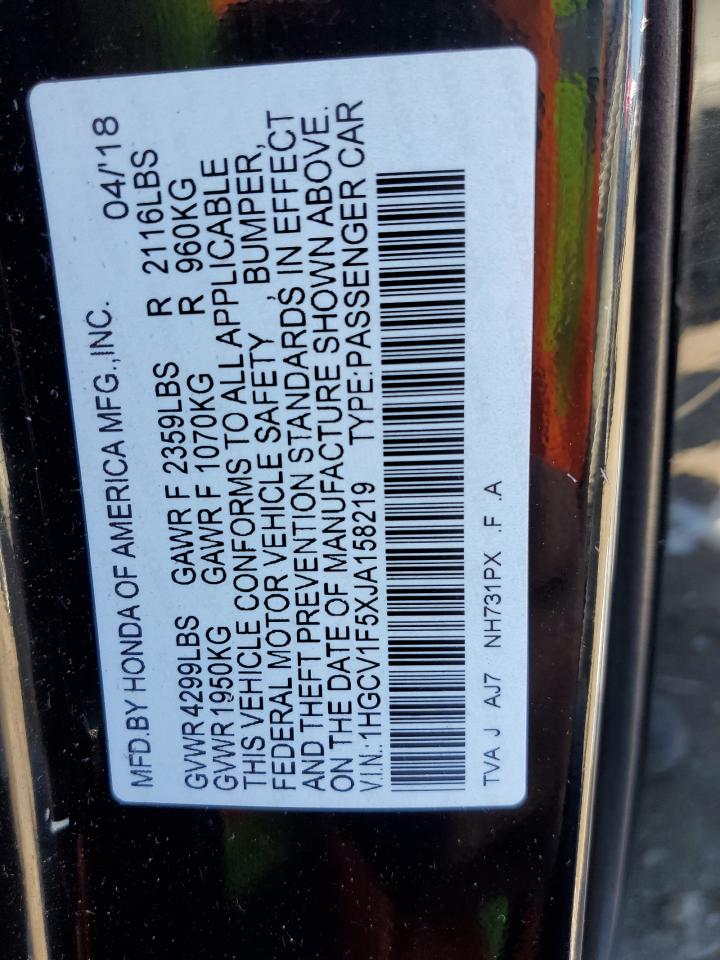 MFD.BY HONDA OF AMERICA MFG.,INC. 04/'18
GVWR 4299LBS GAWR F 2359LBS R 2116LBS
GVWR 1950KG GAWR F 1070KG R 960KG
THIS VEHICLE CONFORMS TO ALL APPLICABLE
FEDERAL MOTOR VEHICLE SAFETY , BUMPER,
AND THEFT PREVENTION STANDARDS, IN EFFECT
ON THE DATE OF MANUFACTURE SHOWN ABOVE.
V.I.N.:1HGCV1F5XJA158219 TYPE:PASSENGER CAR
TVA J AJ7 NH731PX .F .A